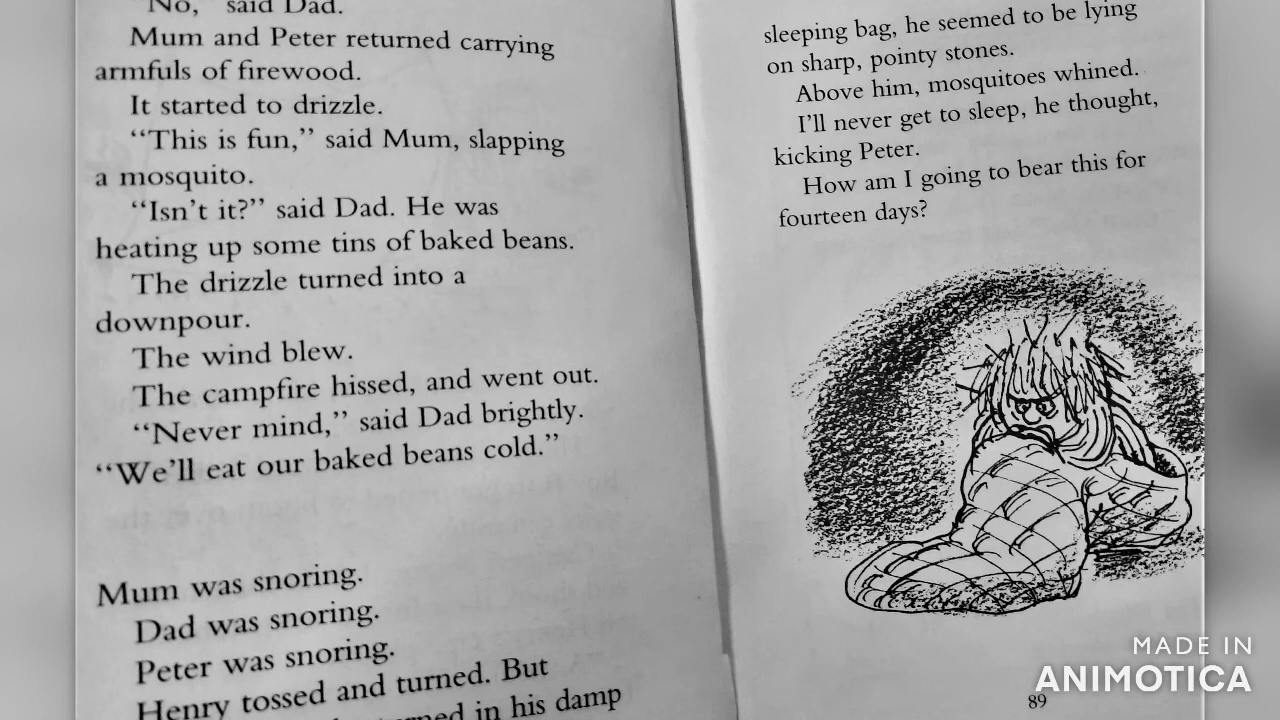 "No," said Dad.
Mum and Peter returned carrying
armfuls of firewood.
It started to drizzle.
"This is fun," said Mum, slapping
a mosquito.
"Isn't it?" said Dad. He was
heating up some tins of baked beans.
The drizzle turned into a
downpour.
The wind blew.
The campfire hissed, and went out.
"Never mind," said Dad brightly.
"We'll eat our baked beans cold."
Mum was snoring.
Dad was snoring.
Peter was snoring.
Henry tossed and turned. But
turned in his damp
sleeping bag, he seemed to be lying
on sharp, pointy stones.
Above him, mosquitoes whined.
I'll never get to sleep, he thought,
kicking Peter.
How am I going to bear this for
fourteen days?
89
MADE IN
ANIMOTICA